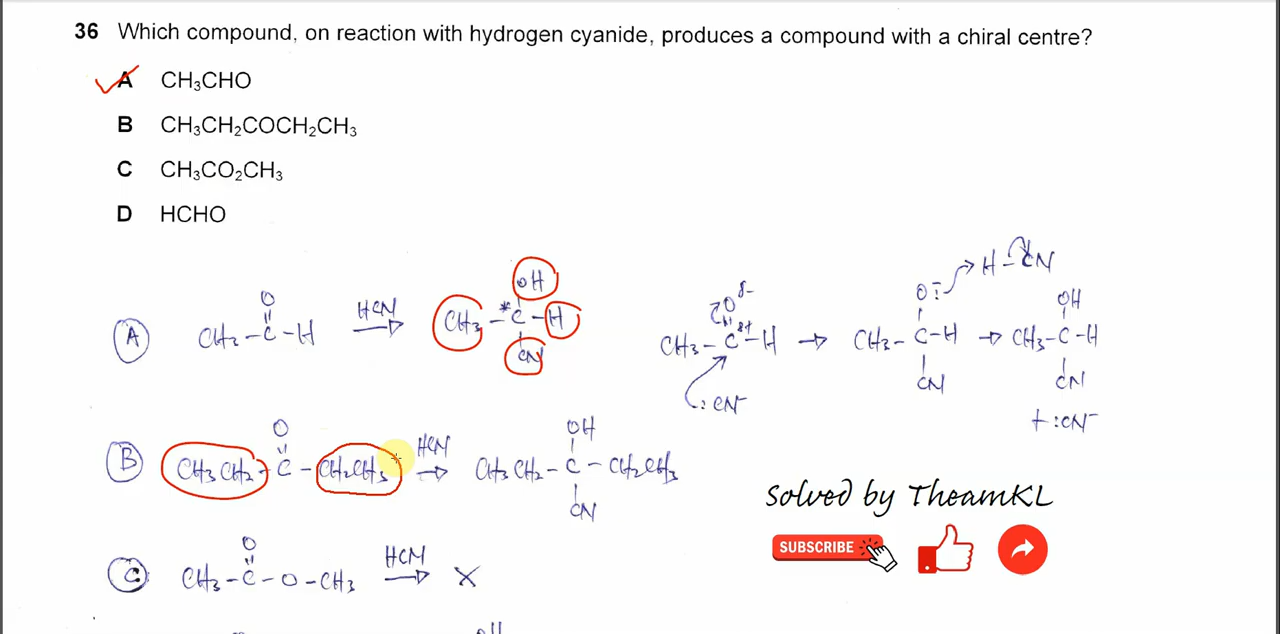 36 Which compound, on reaction with hydrogen cyanide, produces a compound with a chiral centre?
A CH₃CHO
B CH₃CH₂COCH₂CH₃
C CH₃CO₂CH₃
D HCHO
A
O
CH₃-C-H
HCN
OH
CH₃-*C-H
CN
O δ-
CH₃-C δ+-H
:CN⁻
O:
CH₃-C-H
CN
H-CN
OH
CH₃-C-H
CN
+ :CN⁻
B
O
CH₃CH₂-C-CH₂CH₃
HCN
OH
CH₃CH₂-C-CH₂CH₃
CN
C
O
CH₃-C-O-CH₃
HCN
X
Solved by TheamKL
SUBSCRIBE